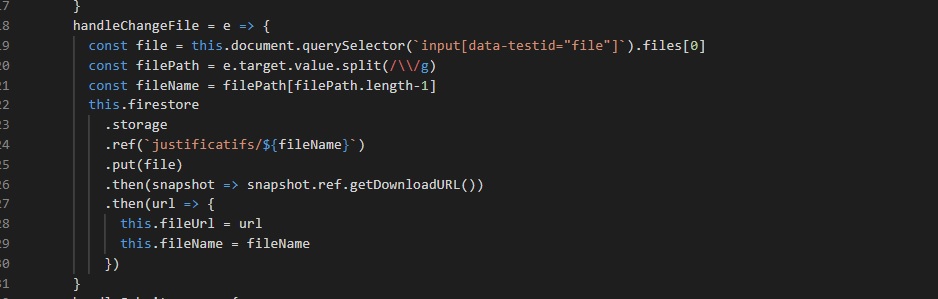 17 }
18 handleChangeFile = e => {
19 const file = this.document.querySelector(`input[data-testid="file"]`).files[0]
20 const filePath = e.target.value.split(/\\/g)
21 const fileName = filePath[filePath.length-1]
22 this.firestore
23 .storage
24 .ref(`justificatifs/${fileName}`)
25 .put(file)
26 .then(snapshot => snapshot.ref.getDownloadURL())
27 .then(url => {
28 this.fileUrl = url
29 this.fileName = fileName
30 })
31 }